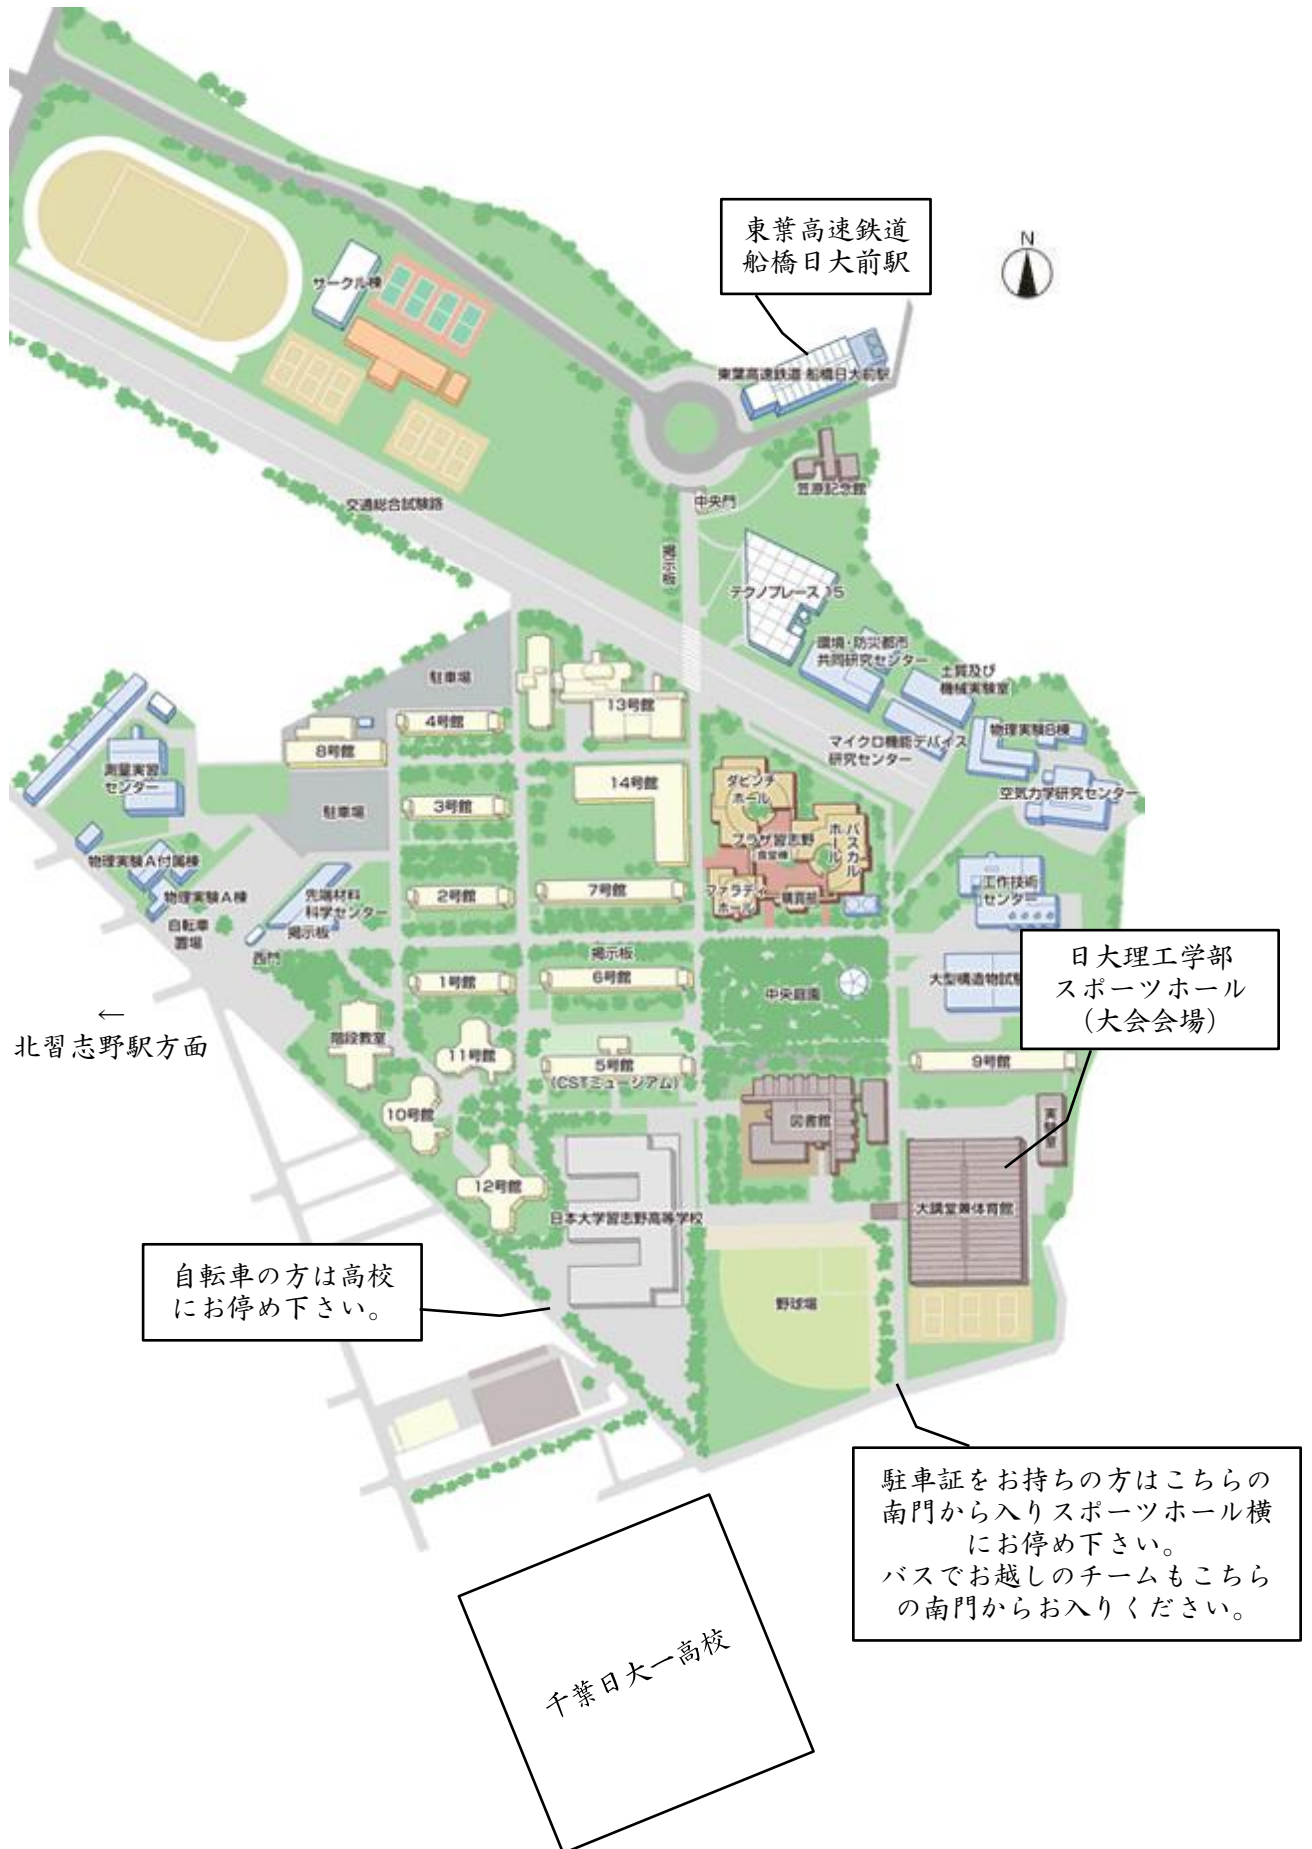 東葉高速鉄道
船橋日大前駅
N
サークル棟
東葉高速鉄道 船橋日大前駅
笠原記念館
中央門
交通総合試験路
掲示板
テクノプレース 15
環境・防災都市
共同研究センター
土質及び
機械実験室
駐車場
13号館
4号館
マイクロ機能デバイス
研究センター
物理実験B棟
8号館
測量実習
センター
14号館
ダビンチ
ホール
空気力学研究センター
駐車場
3号館
プラザ習志野
食堂棟
パスカル
ホール
物理実験A付属棟
物理実験A棟
先端材料
科学センター
2号館
7号館
ファラデイ
ホール
購買部
工作技術
センター
自転車
置場
掲示板
西門
掲示板
日大理工学部
スポーツホール
（大会会場）
1号館
6号館
中央庭園
大型構造物試験
←
北習志野駅方面
階段教室
11号館
5号館
(CSTミュージアム)
9号館
10号館
図書館
実験室
12号館
日本大学習志野高等学校
大講堂兼体育館
自転車の方は高校
にお停め下さい。
野球場
駐車証をお持ちの方はこちらの
南門から入りスポーツホール横
にお停め下さい。
バスでお越しのチームもこちら
の南門からお入りください。
千葉日大一高校